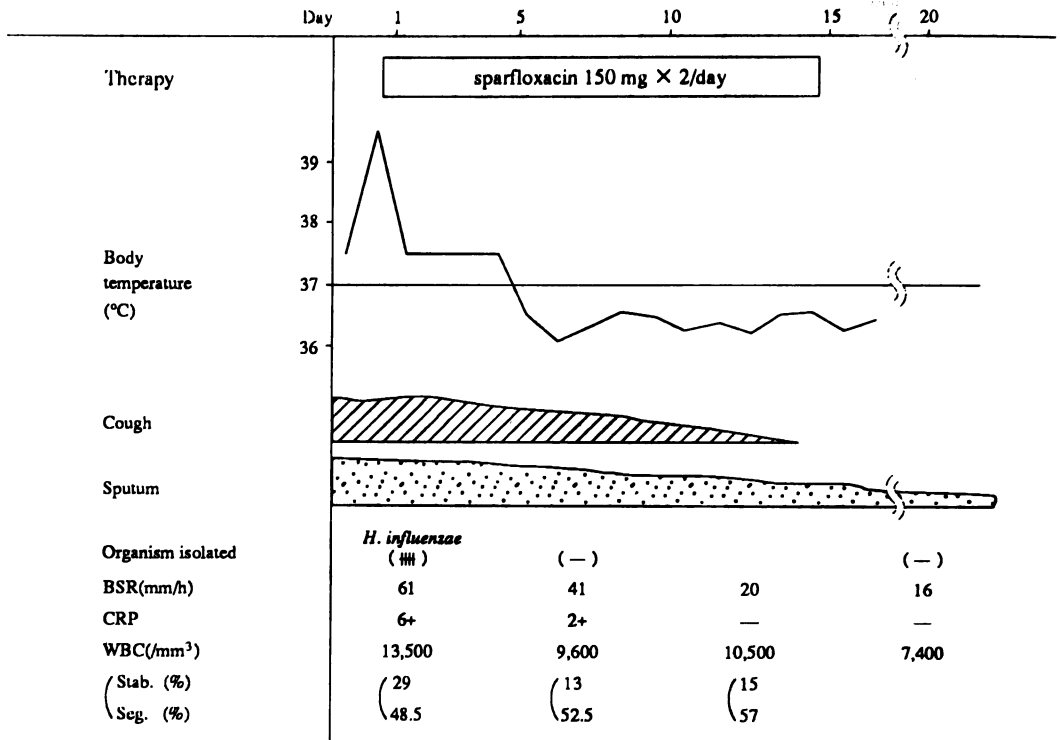 Day 1 5 10 15 20
Therapy sparfloxacin 150 mg × 2/day
39
38
Body
temperature
(°C)
37
36
Cough
Sputum
H. influenzae
Organism isolated (卌) (—) (—)
BSR(mm/h) 61 41 20 16
CRP 6+ 2+ — —
WBC(/mm³) 13,500 9,600 10,500 7,400
Stab. (%) 29 13 15
Seg. (%) 48.5 52.5 57